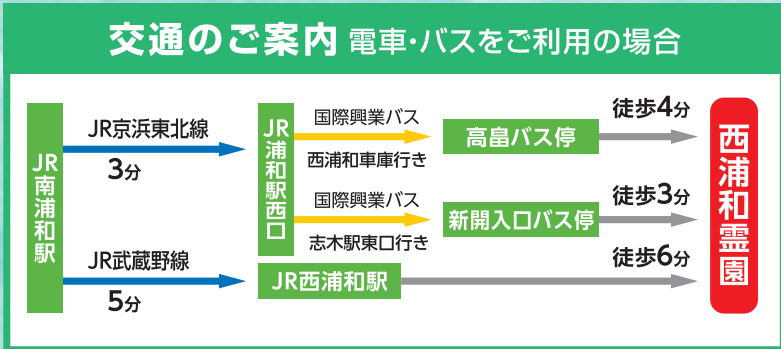 交通のご案内 電車・バスをご利用の場合
JR南浦和駅
JR京浜東北線
3分
JR浦和駅西口
国際興業バス
西浦和車庫行き
高畠バス停
徒歩4分
国際興業バス
志木駅東口行き
新開入口バス停
徒歩3分
JR武蔵野線
5分
JR西浦和駅
徒歩6分
西浦和霊園